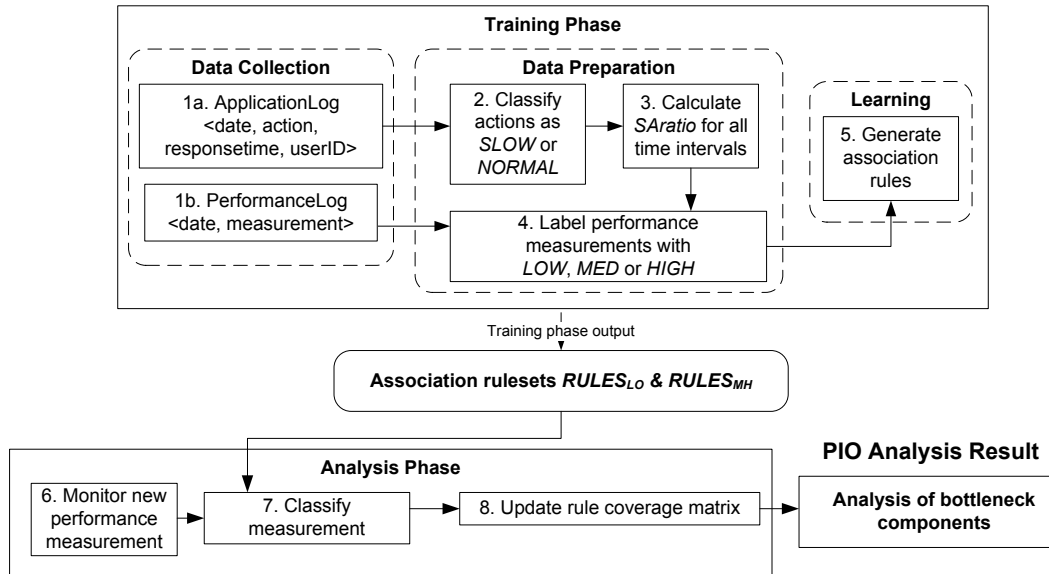 Training Phase
Data Collection
1a. ApplicationLog
<date, action,
responsetime, userID>
1b. PerformanceLog
<date, measurement>
Data Preparation
2. Classify
actions as
SLOW or
NORMAL
3. Calculate
SAratio for all
time intervals
4. Label performance
measurements with
LOW, MED or HIGH
Learning
5. Generate
association
rules
Training phase output
Association rulesets RULES_LO & RULES_MH
Analysis Phase
6. Monitor new
performance
measurement
7. Classify
measurement
8. Update rule coverage matrix
PIO Analysis Result
Analysis of bottleneck
components